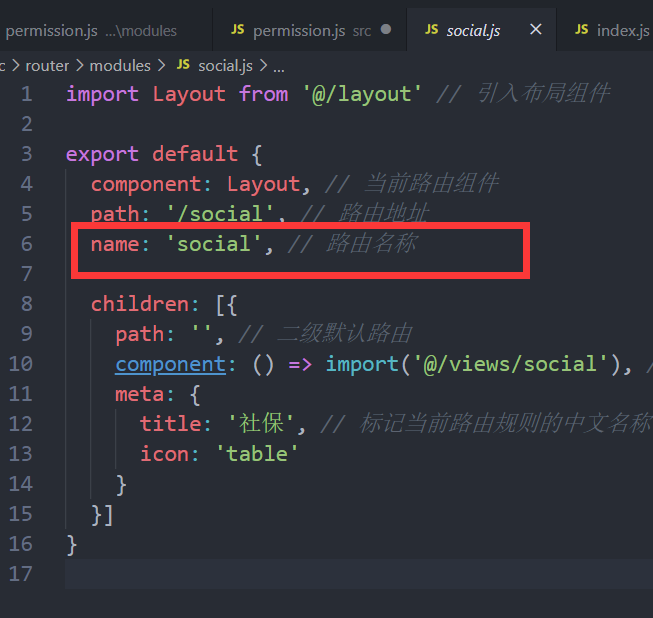 permission.js ...\modules JS permission.js src JS social.js JS index.js
c > router > modules > JS social.js > ...
1 import Layout from '@/layout' // 引入布局组件
2
3 export default {
4 component: Layout, // 当前路由组件
5 path: '/social', // 路由地址
6 name: 'social', // 路由名称
7
8 children: [{
9 path: '', // 二级默认路由
10 component: () => import('@/views/social'), /
11 meta: {
12 title: '社保', // 标记当前路由规则的中文名称
13 icon: 'table'
14 }
15 }]
16 }
17